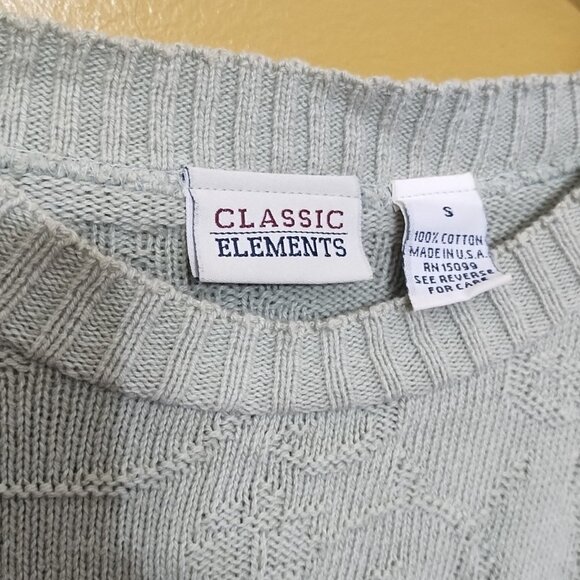 CLASSIC
ELEMENTS
S
100% COTTON
MADE IN U.S.A.
RN 15099
SEE REVERSE
FOR CARE